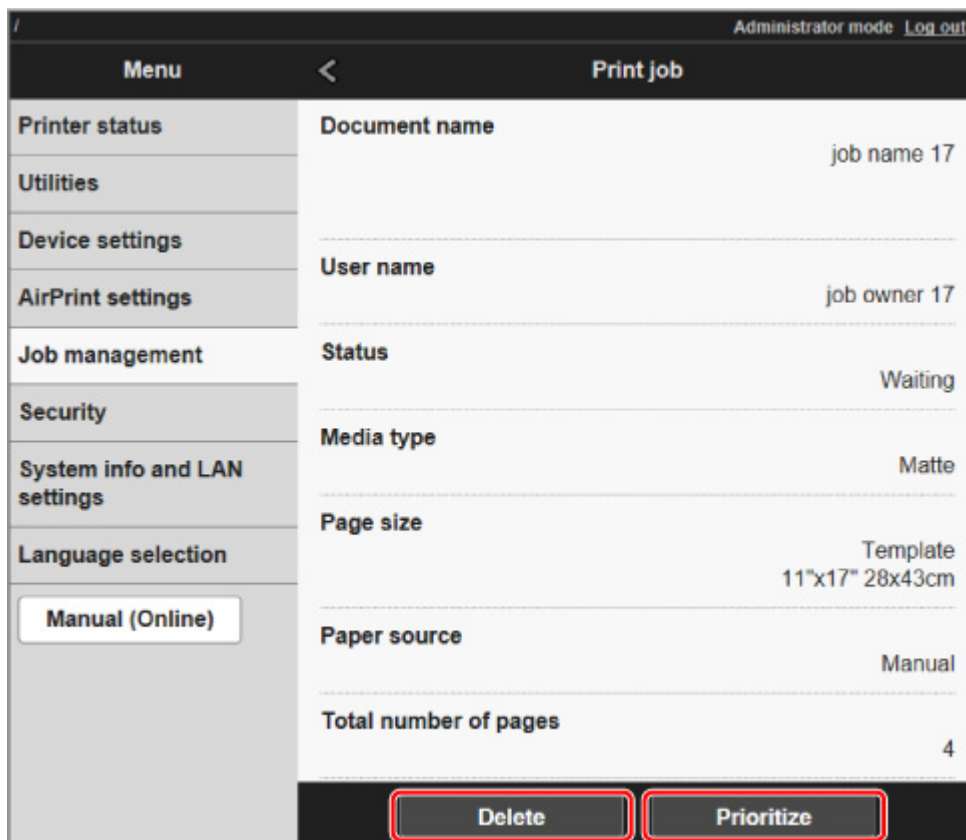 /
Administrator mode Log out
Menu
Print job
Printer status
Utilities
Device settings
AirPrint settings
Job management
Security
System info and LAN
settings
Language selection
Manual (Online)
Document name
job name 17
User name
job owner 17
Status
Waiting
Media type
Matte
Page size
Template
11"x17" 28x43cm
Paper source
Manual
Total number of pages
4
Delete
Prioritize